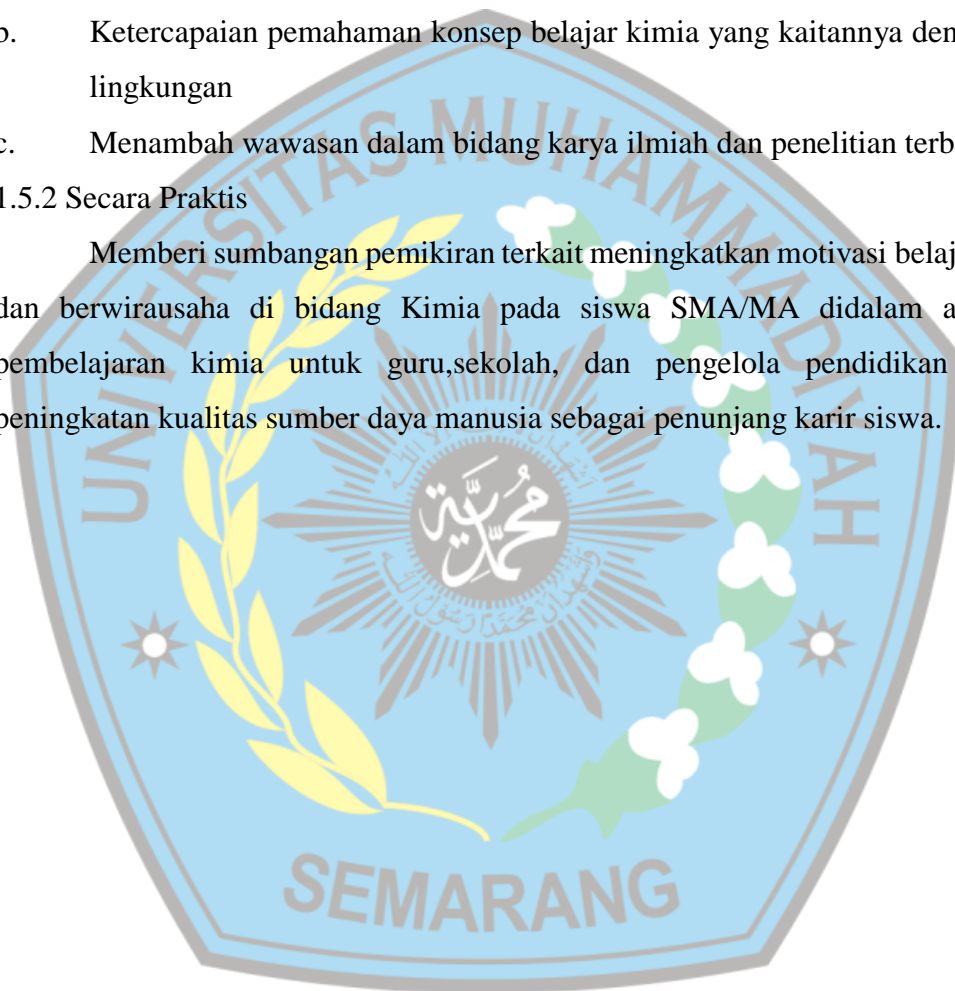 b. Ketercapaian pemahaman konsep belajar kimia yang kaitannya den
lingkungan
c. Menambah wawasan dalam bidang karya ilmiah dan penelitian terb
1.5.2 Secara Praktis
Memberi sumbangan pemikiran terkait meningkatkan motivasi belaj
dan berwirausaha di bidang Kimia pada siswa SMA/MA didalam a
pembelajaran kimia untuk guru,sekolah, dan pengelola pendidikan
peningkatan kualitas sumber daya manusia sebagai penunjang karir siswa.
UNIVERSITAS MUHAMMADIYAH
محمدية
SEMARANG